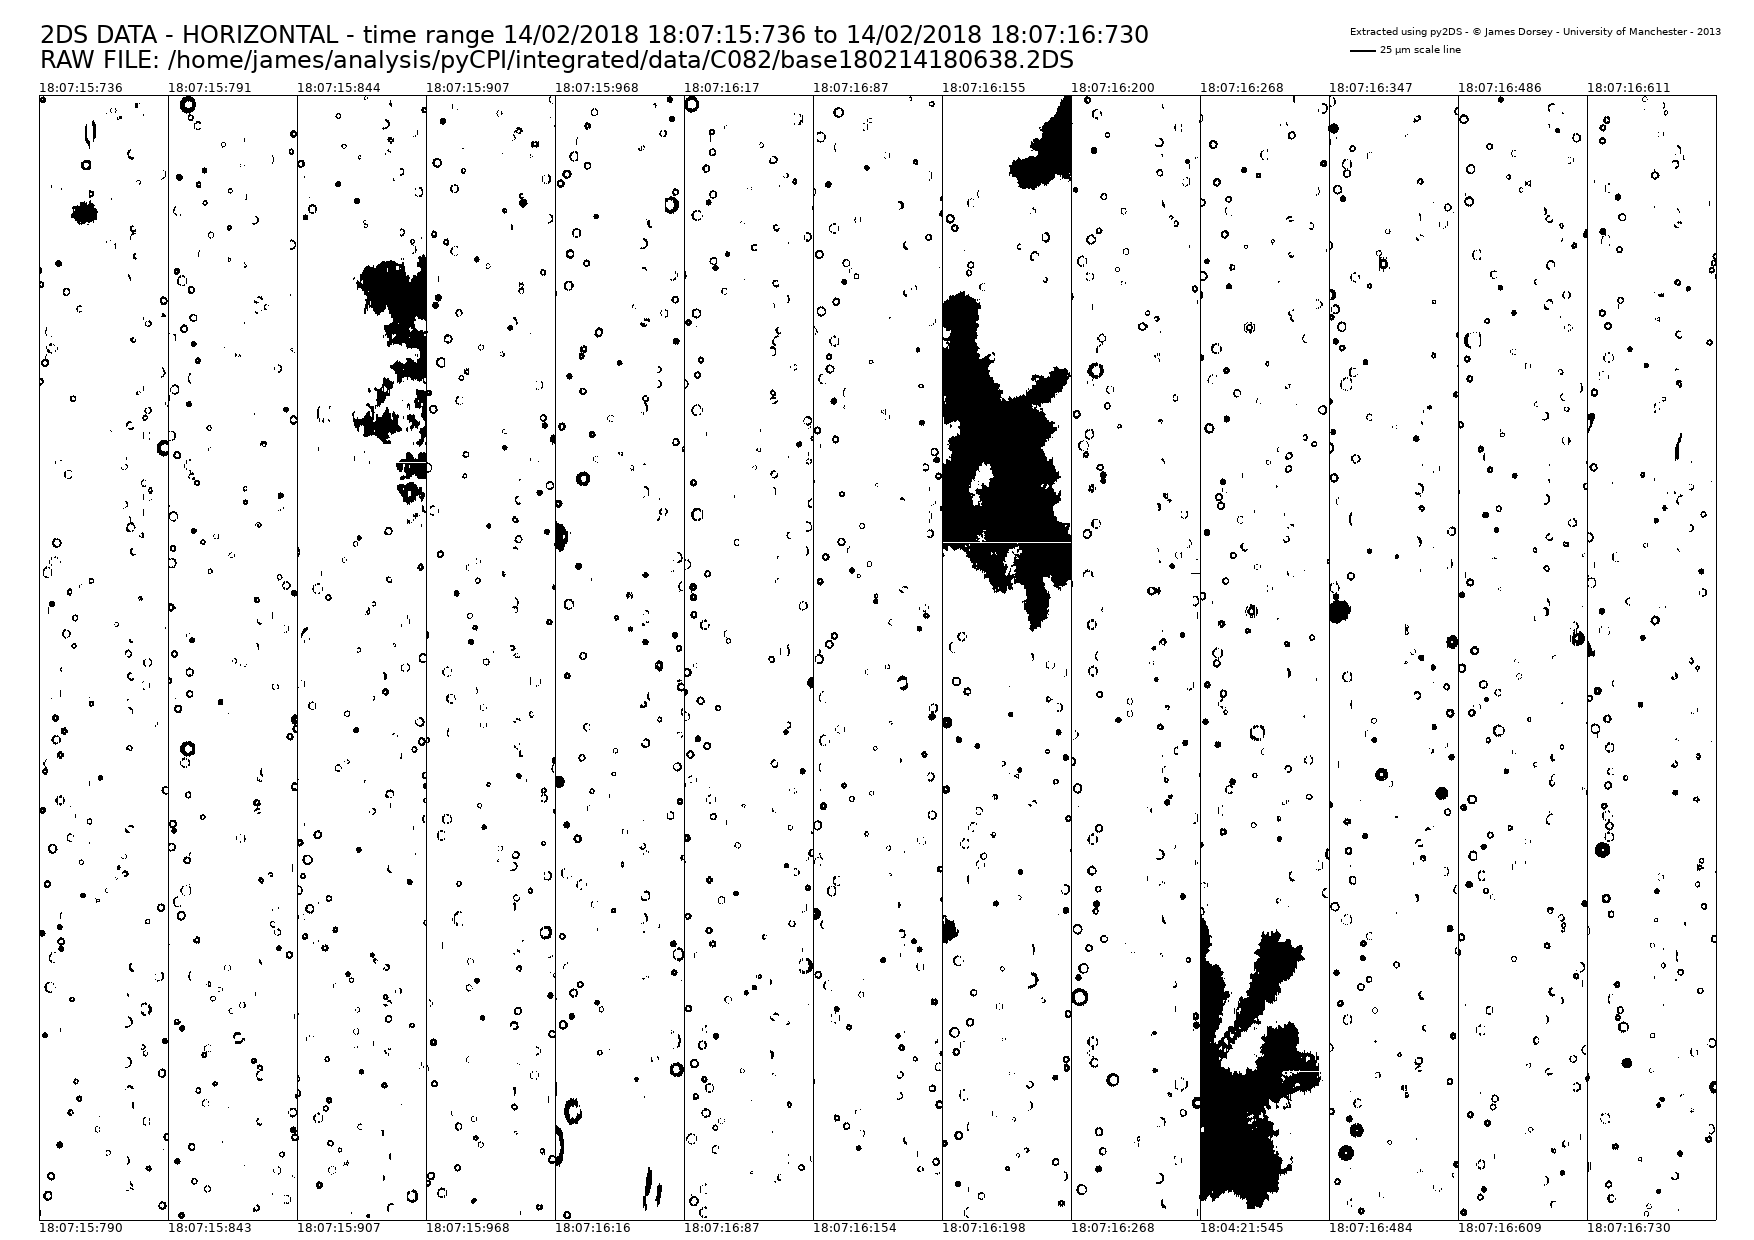 2DS DATA - HORIZONTAL - time range 14/02/2018 18:07:15:736 to 14/02/2018 18:07:16:730
RAW FILE: /home/james/analysis/pyCPI/integrated/data/C082/base180214180638.2DS
Extracted using py2DS - © James Dorsey - University of Manchester - 2013
25 µm scale line
18:07:15:736 18:07:15:791 18:07:15:844 18:07:15:907 18:07:15:968 18:07:16:17 18:07:16:87 18:07:16:155 18:07:16:200 18:07:16:268 18:07:16:347 18:07:16:486 18:07:16:611
18:07:15:790 18:07:15:843 18:07:15:907 18:07:15:968 18:07:16:16 18:07:16:87 18:07:16:154 18:07:16:198 18:07:16:268 18:04:21:545 18:07:16:484 18:07:16:609 18:07:16:730